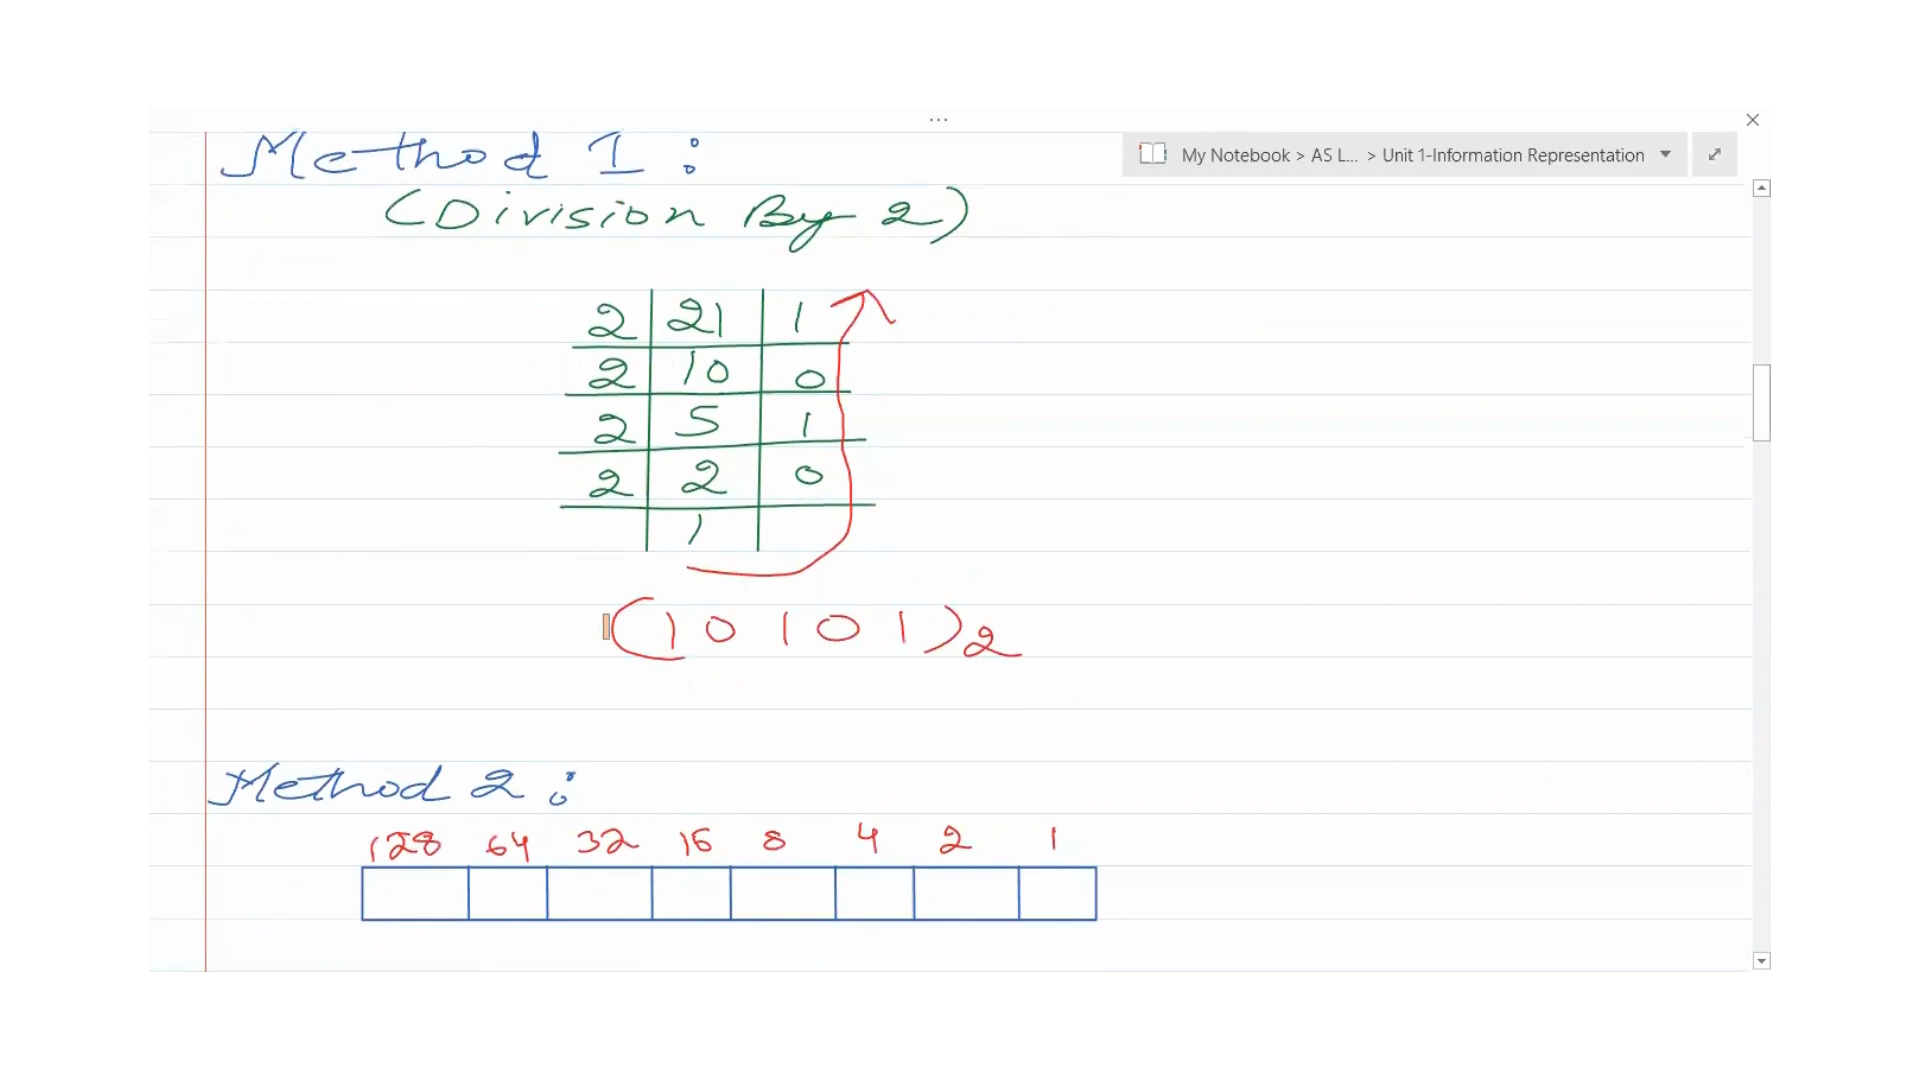 ...
My Notebook > AS L... > Unit 1-Information Representation
Method 1:
(Division By 2)
2 21 1
2 10 0
2 5 1
2 2 0
1
(10101)2
Method 2:
128 64 32 16 8 4 2 1